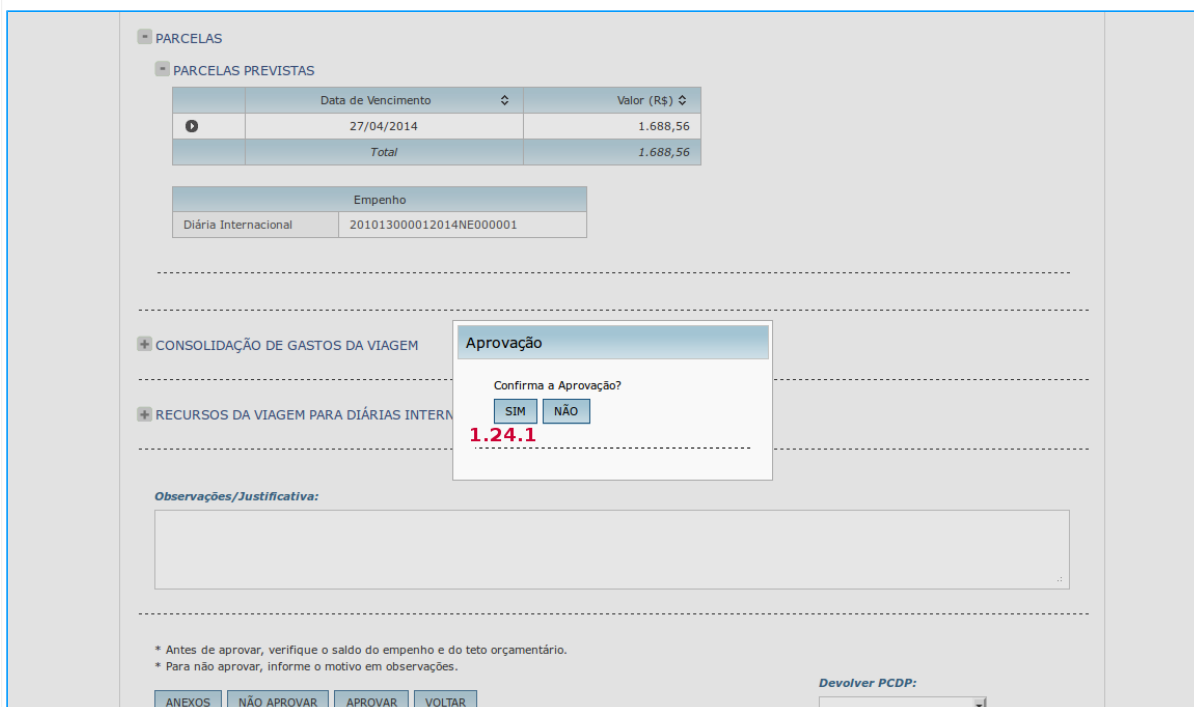 PARCELAS
PARCELAS PREVISTAS
Data de Vencimento Valor (R$)
27/04/2014 1.688,56
Total 1.688,56
Empenho
Diária Internacional 201013000012014NE000001
CONSOLIDAÇÃO DE GASTOS DA VIAGEM
RECURSOS DA VIAGEM PARA DIÁRIAS INTERN
Aprovação
Confirma a Aprovação?
SIM NÃO
1.24.1
Observações/Justificativa:
* Antes de aprovar, verifique o saldo do empenho e do teto orçamentário.
* Para não aprovar, informe o motivo em observações.
Devolver PCDP:
ANEXOS NÃO APROVAR APROVAR VOLTAR